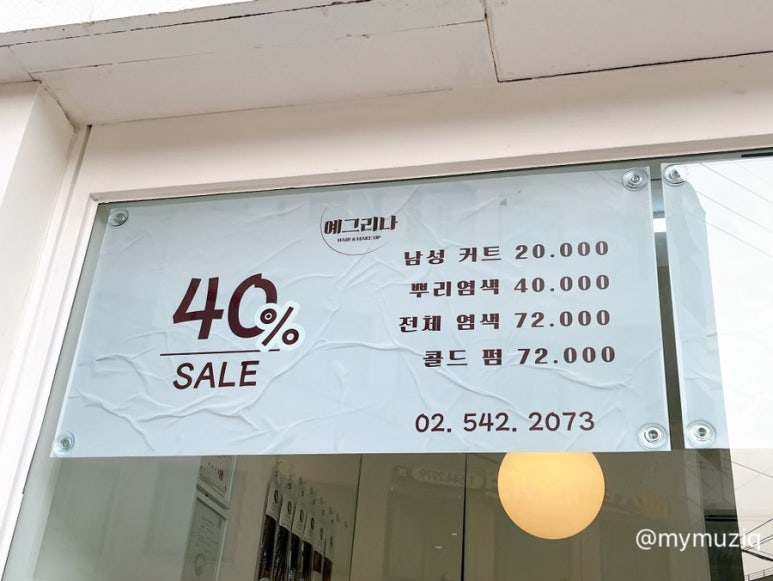 예그리나
HAIR & MAKE UP
40%
SALE
남성 커트 20.000
뿌리염색 40.000
전체 염색 72.000
콜드 펌 72.000
02. 542. 2073
@mymuziq